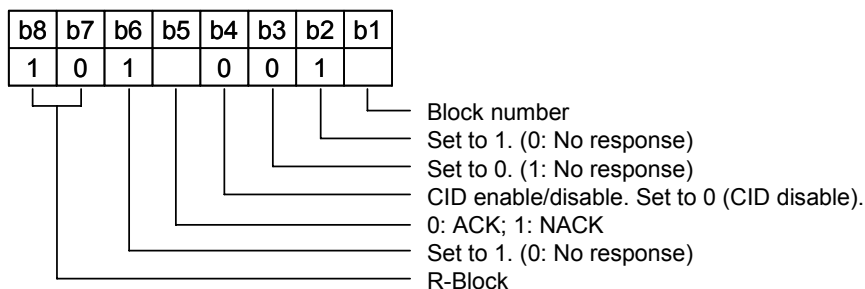 b8 b7 b6 b5 b4 b3 b2 b1
1 0 1 0 0 1
Block number
Set to 1. (0: No response)
Set to 0. (1: No response)
CID enable/disable. Set to 0 (CID disable).
0: ACK; 1: NACK
Set to 1. (0: No response)
R-Block